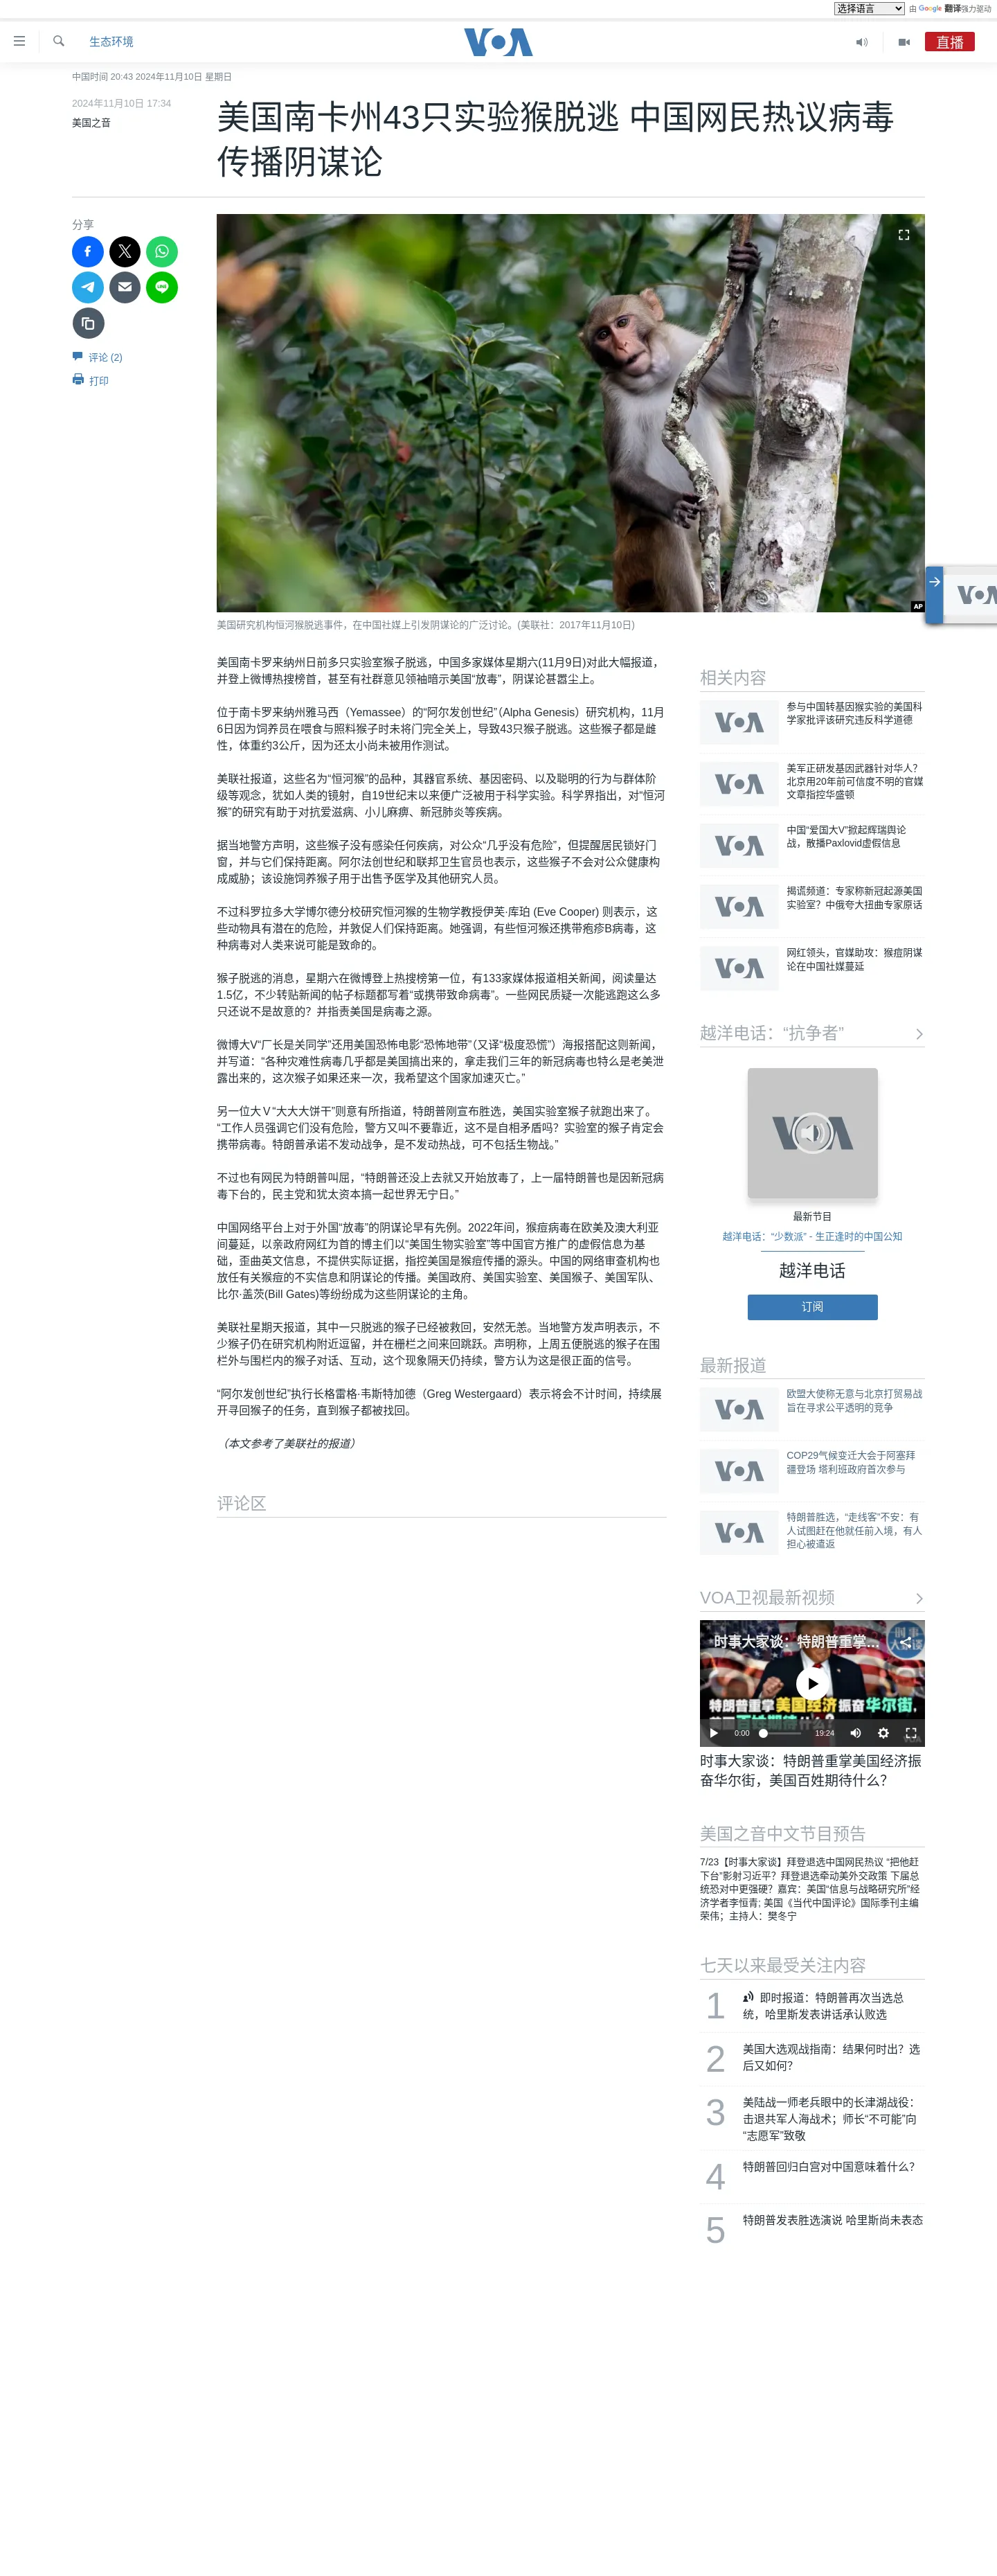 选择语言 由 Google 翻译强力驱动
生态环境
VOA
直播
中国时间 20:43 2024年11月10日 星期日
2024年11月10日 17:34
美国之音
美国南卡州43只实验猴脱逃 中国网民热议病毒
传播阴谋论
分享
评论 (2)
打印
AP
美国研究机构恒河猴脱逃事件，在中国社媒上引发阴谋论的广泛讨论。(美联社：2017年11月10日)
美国南卡罗来纳州日前多只实验室猴子脱逃，中国多家媒体星期六(11月9日)对此大幅报道，
并登上微博热搜榜首，甚至有社群意见领袖暗示美国“放毒”，阴谋论甚嚣尘上。
位于南卡罗来纳州雅马西（Yemassee）的“阿尔发创世纪”(Alpha Genesis）研究机构，11月
6日因为饲养员在喂食与照料猴子时未将门完全关上，导致43只猴子脱逃。这些猴子都是雌
性，体重约3公斤，因为还太小尚未被用作测试。
美联社报道，这些名为“恒河猴”的品种，其器官系统、基因密码、以及聪明的行为与群体阶
级等观念，犹如人类的镜射，自19世纪末以来便广泛被用于科学实验。科学界指出，对“恒河
猴”的研究有助于对抗爱滋病、小儿麻痹、新冠肺炎等疾病。
据当地警方声明，这些猴子没有感染任何疾病，对公众“几乎没有危险”，但提醒居民锁好门
窗，并与它们保持距离。阿尔法创世纪和联邦卫生官员也表示，这些猴子不会对公众健康构
成威胁；该设施饲养猴子用于出售予医学及其他研究人员。
不过科罗拉多大学博尔德分校研究恒河猴的生物学教授伊芙·库珀 (Eve Cooper) 则表示，这
些动物具有潜在的危险，并敦促人们保持距离。她强调，有些恒河猴还携带疱疹B病毒，这
种病毒对人类来说可能是致命的。
猴子脱逃的消息，星期六在微博登上热搜榜第一位，有133家媒体报道相关新闻，阅读量达
1.5亿，不少转贴新闻的帖子标题都写着“或携带致命病毒”。一些网民质疑一次能逃跑这么多
只还说不是故意的？并指责美国是病毒之源。
微博大V“厂长是关同学”还用美国恐怖电影“恐怖地带”（又译“极度恐慌”）海报搭配这则新闻，
并写道：“各种灾难性病毒几乎都是美国搞出来的，拿走我们三年的新冠病毒也特么是老美泄
露出来的，这次猴子如果还来一次，我希望这个国家加速灭亡。”
另一位大Ｖ“大大大饼干”则意有所指道，特朗普刚宣布胜选，美国实验室猴子就跑出来了。
“工作人员强调它们没有危险，警方又叫不要靠近，这不是自相矛盾吗？实验室的猴子肯定会
携带病毒。特朗普承诺不发动战争，是不发动热战，可不包括生物战。”
不过也有网民为特朗普叫屈，“特朗普还没上去就又开始放毒了，上一届特朗普也是因新冠病
毒下台的，民主党和犹太资本搞一起世界无宁日。”
中国网络平台上对于外国“放毒”的阴谋论早有先例。2022年间，猴痘病毒在欧美及澳大利亚
间蔓延，以亲政府网红为首的博主们以“美国生物实验室”等中国官方推广的虚假信息为基
础，歪曲英文信息，不提供实际证据，指控美国是猴痘传播的源头。中国的网络审查机构也
放任有关猴痘的不实信息和阴谋论的传播。美国政府、美国实验室、美国猴子、美国军队、
比尔·盖茨(Bill Gates)等纷纷成为这些阴谋论的主角。
美联社星期天报道，其中一只脱逃的猴子已经被救回，安然无恙。当地警方发声明表示，不
少猴子仍在研究机构附近逗留，并在栅栏之间来回跳跃。声明称，上周五便脱逃的猴子在围
栏外与围栏内的猴子对话、互动，这个现象隔天仍持续，警方认为这是很正面的信号。
“阿尔发创世纪”执行长格雷格·韦斯特加德（Greg Westergaard）表示将会不计时间，持续展
开寻回猴子的任务，直到猴子都被找回。
（本文参考了美联社的报道）
评论区
相关内容
参与中国转基因猴实验的美国科
学家批评该研究违反科学道德
美军正研发基因武器针对华人？
北京用20年前可信度不明的官媒
文章指控华盛顿
中国“爱国大V”掀起辉瑞舆论
战，散播Paxlovid虚假信息
揭谎频道：专家称新冠起源美国
实验室？中俄夸大扭曲专家原话
网红领头，官媒助攻：猴痘阴谋
论在中国社媒蔓延
越洋电话：“抗争者”
最新节目
越洋电话：“少数派” - 生正逢时的中国公知
越洋电话
订阅
最新报道
欧盟大使称无意与北京打贸易战
旨在寻求公平透明的竞争
COP29气候变迁大会于阿塞拜
疆登场 塔利班政府首次参与
特朗普胜选，“走线客”不安：有
人试图赶在他就任前入境，有人
担心被遣返
VOA卫视最新视频
时事大家谈：特朗普重掌...
特朗普重掌美国经济振奋华尔街，
0:00 19:24
时事大家谈：特朗普重掌美国经济振
奋华尔街，美国百姓期待什么？
美国之音中文节目预告
7/23【时事大家谈】拜登退选中国网民热议 “把他赶
下台”影射习近平？拜登退选牵动美外交政策 下届总
统恐对中更强硬？嘉宾：美国“信息与战略研究所”经
济学者李恒青; 美国《当代中国评论》国际季刊主编
荣伟；主持人：樊冬宁
七天以来最受关注内容
1 即时报道：特朗普再次当选总
统，哈里斯发表讲话承认败选
2 美国大选观战指南：结果何时出？选
后又如何？
3 美陆战一师老兵眼中的长津湖战役：
击退共军人海战术；师长“不可能”向
“志愿军”致敬
4 特朗普回归白宫对中国意味着什么？
5 特朗普发表胜选演说 哈里斯尚未表态